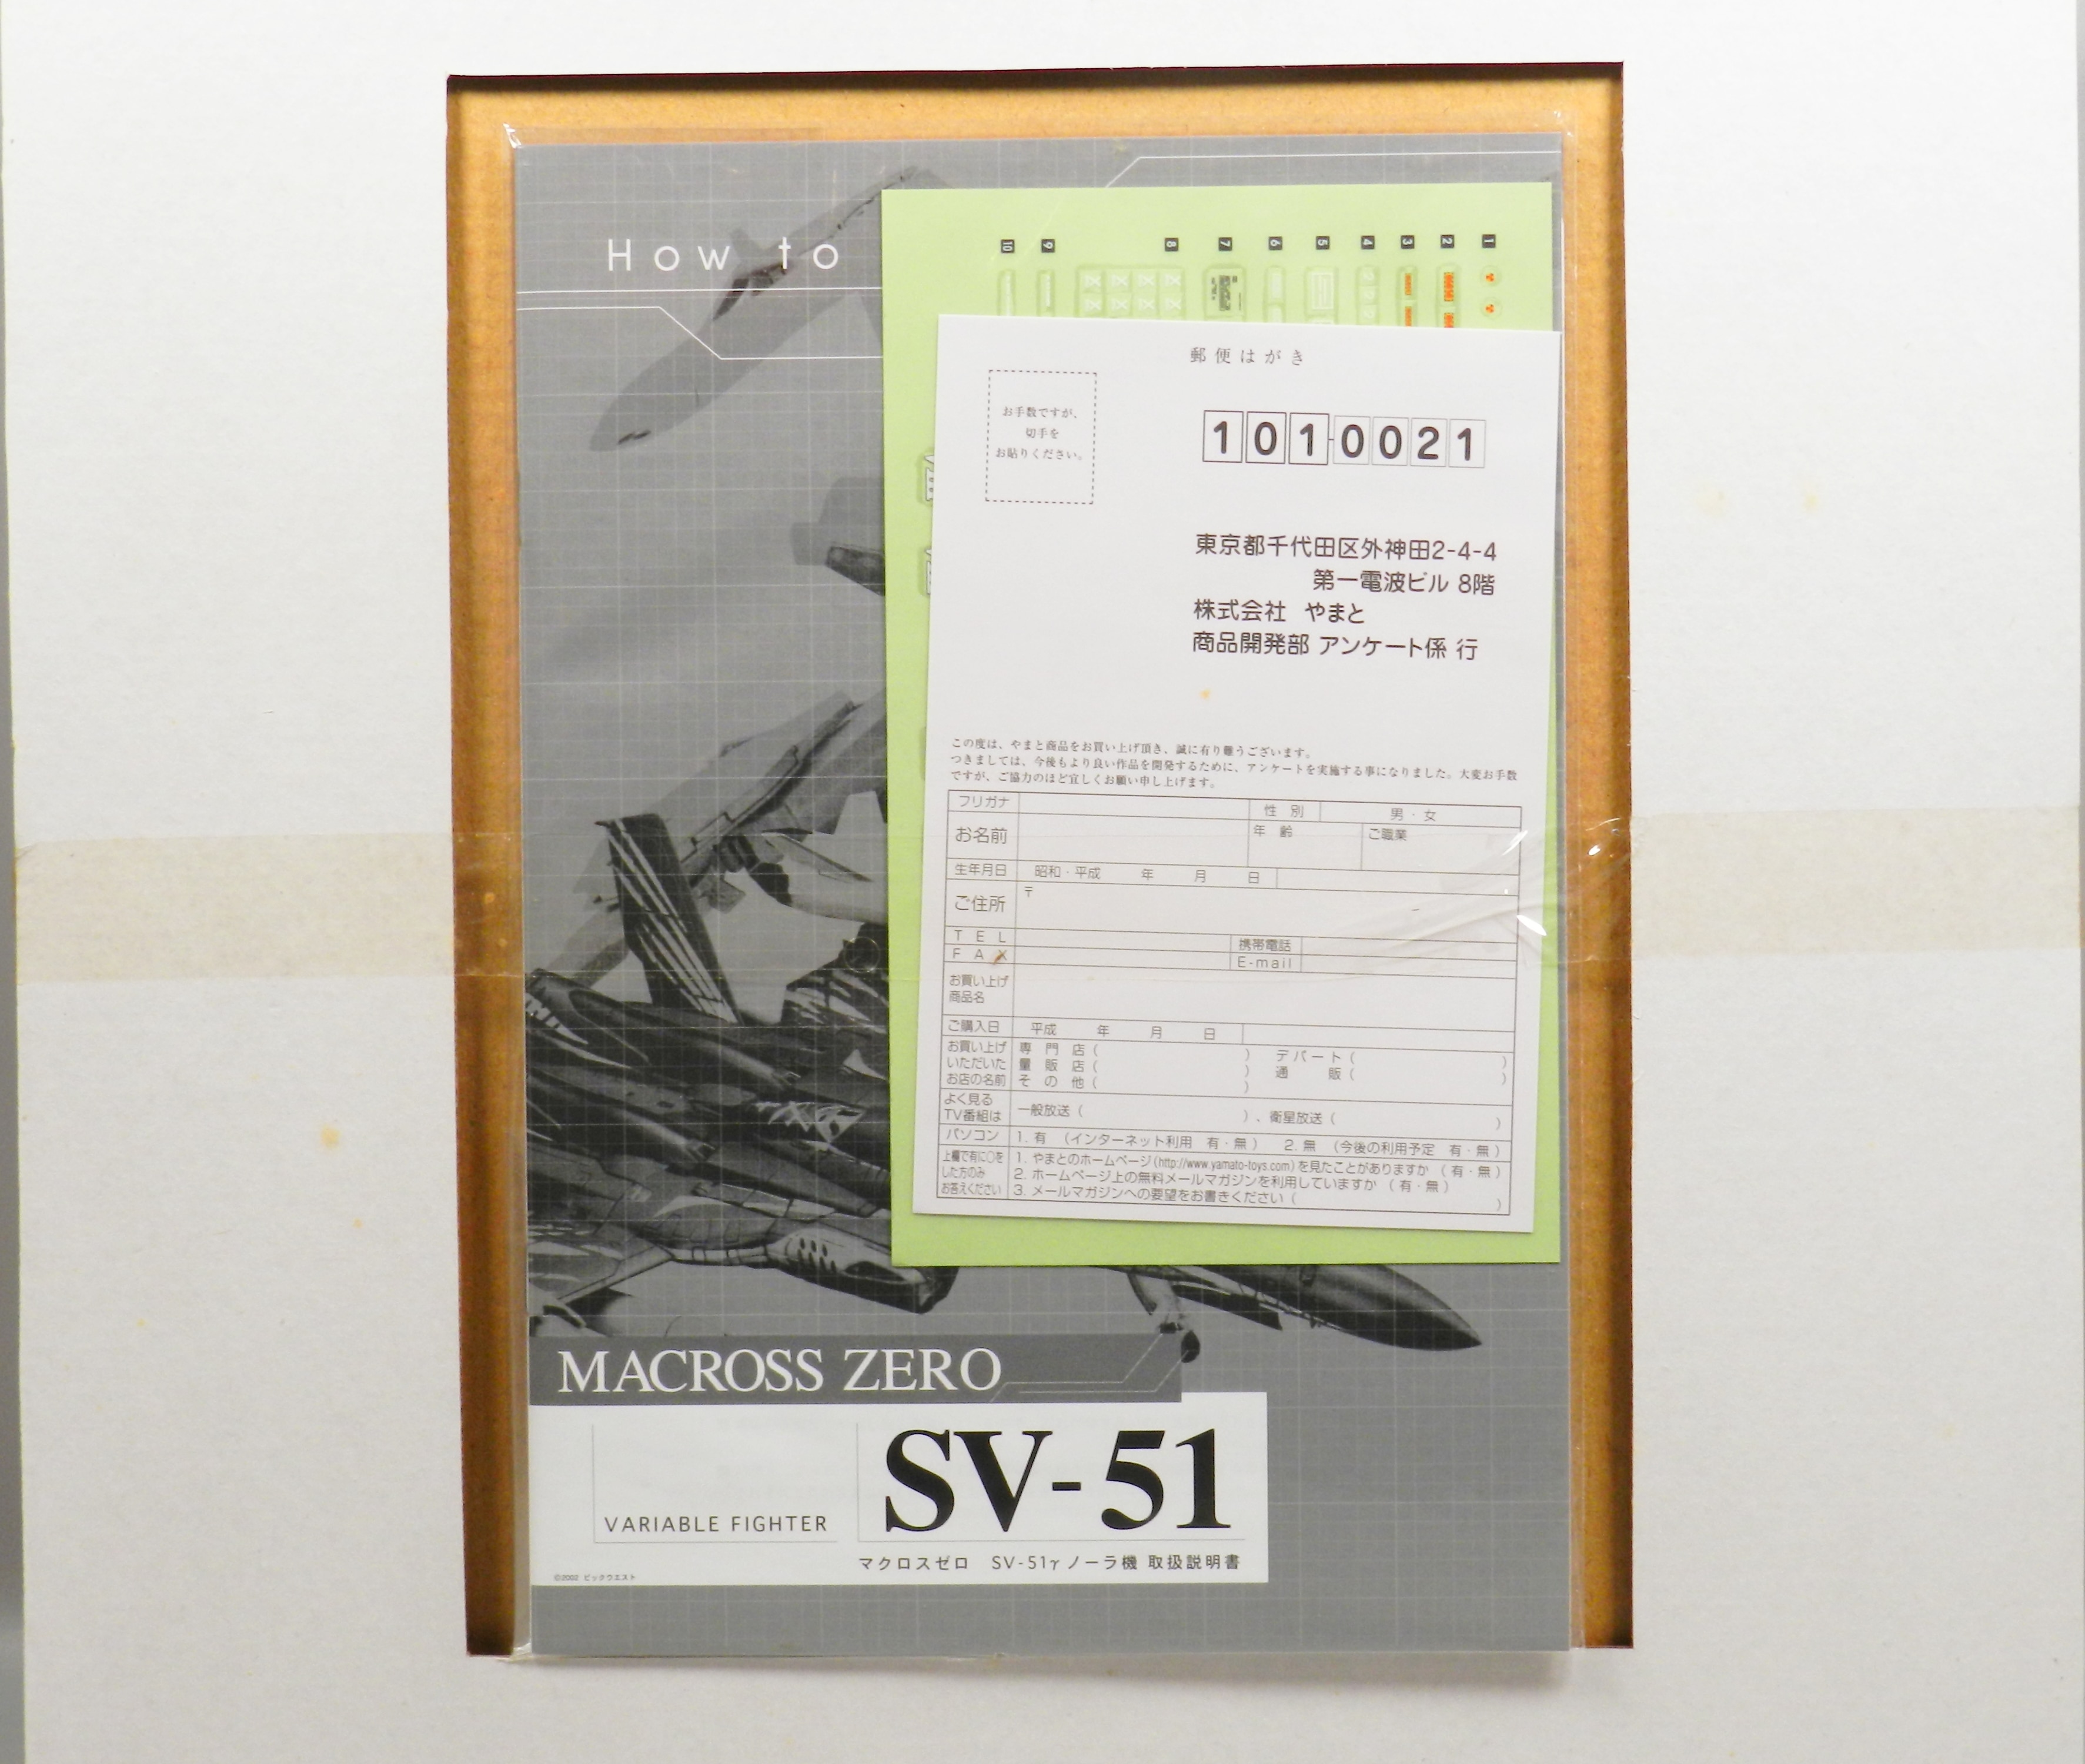 How to
10 9 8 7 6 5 4 3 2 1
郵便はがき
お手数ですが、
切手を
お貼りください。
101-0021
東京都千代田区外神田2-4-4
第一電波ビル 8階
株式会社 やまと
商品開発部 アンケート係 行
この度は、やまと商品をお買い上げ頂き、誠に有り難うございます。
つきましては、今後もより良い作品を開発するために、アンケートを実施する事になりました。大変お手数
ですが、ご協力のほど宜しくお願い申し上げます。
フリガナ 性別 男・女
お名前 年齢 ご職業
生年月日 昭和・平成 年 月 日
ご住所 〒
TEL 携帯電話
FAX E-mail
お買い上げ
商品名
ご購入日 平成 年 月 日
お買い上げ 専門店( ) デパート( )
いただいた 量販店( ) 通販( )
お店の名前 その他( )
よく見る
TV番組は 一般放送( )、衛星放送( )
パソコン 1. 有 (インターネット利用 有・無) 2. 無 (今後の利用予定 有・無)
上欄で有に○を 1. やまとのホームページ(http://www.yamato-toys.com)を見たことがありますか (有・無)
した方のみ 2. ホームページ上の無料メールマガジンを利用していますか (有・無)
お答えください 3. メールマガジンへの要望をお書きください( )
MACROSS ZERO
SV-51
VARIABLE FIGHTER
マクロスゼロ SV-51γ ノーラ機 取扱説明書
©2002 ビックウエスト